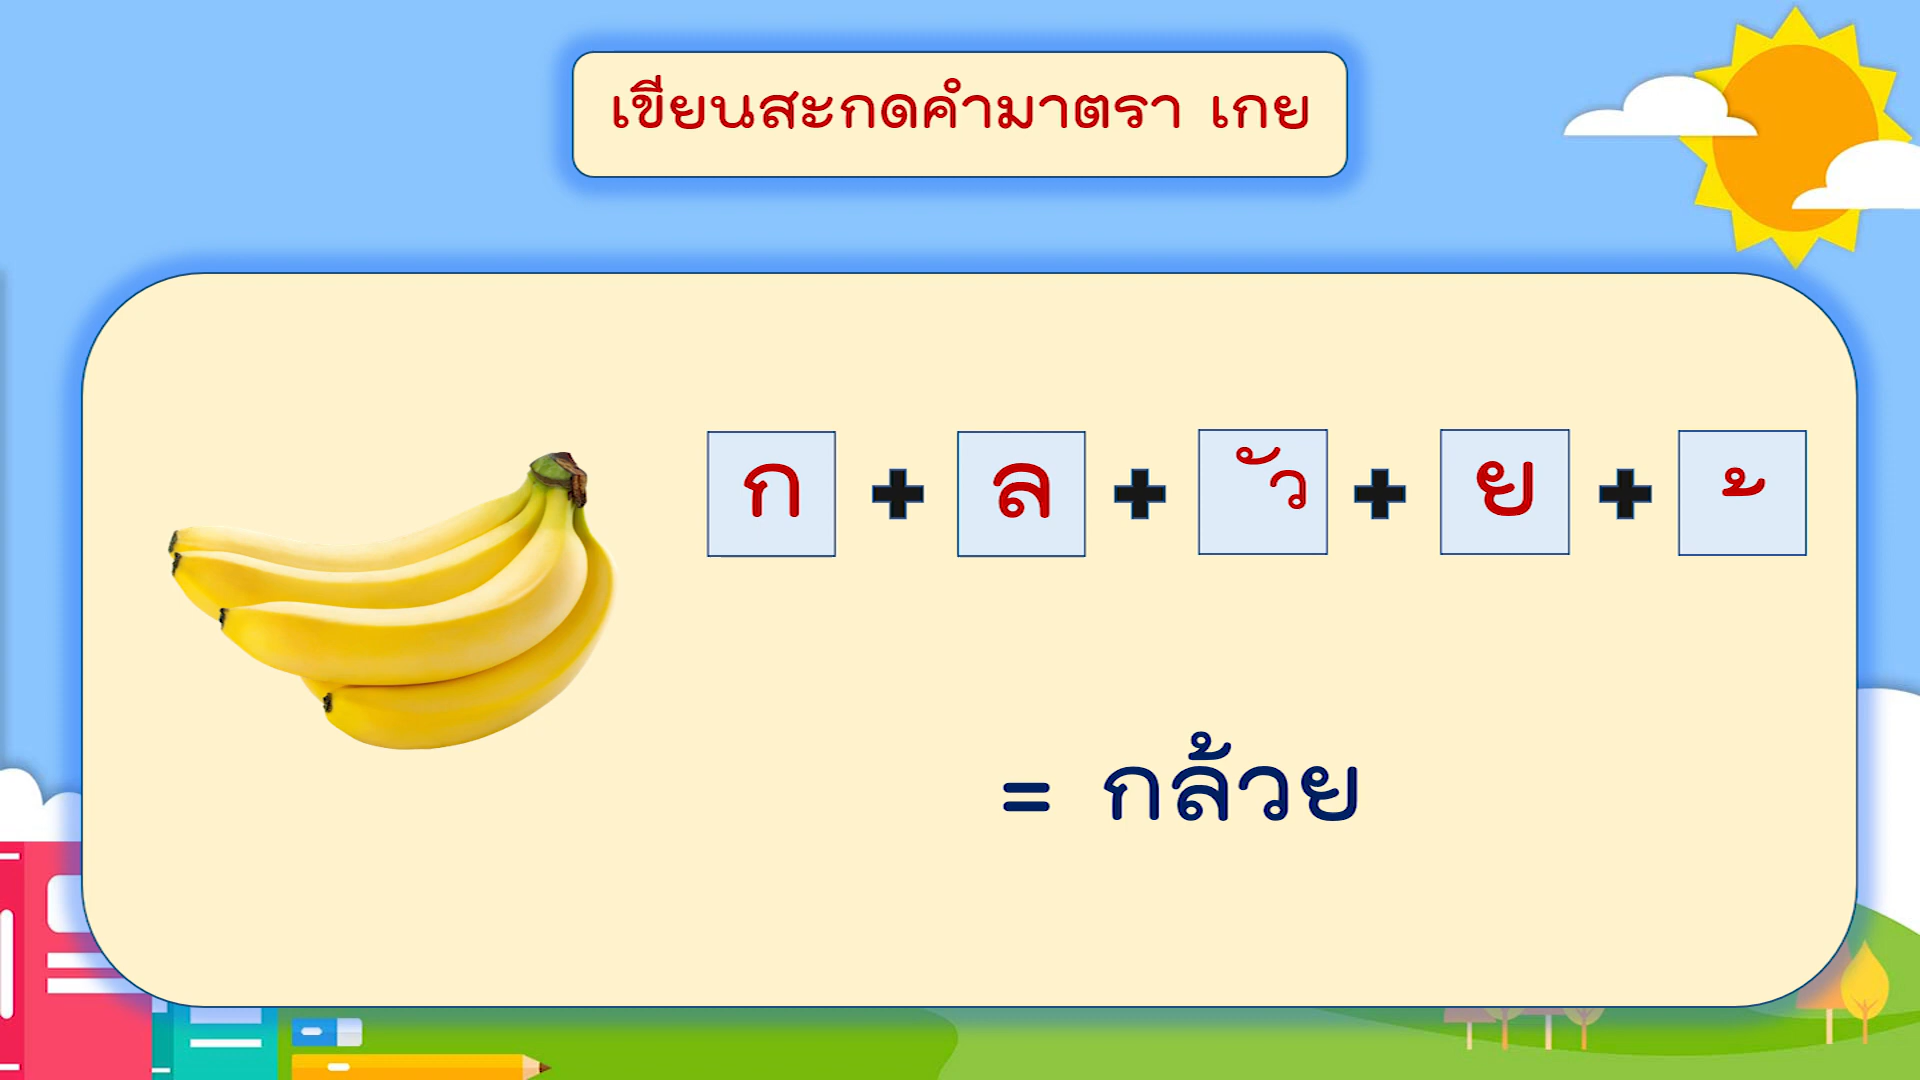 เขียนสะกดคำมาตรา เกย
ก + ล + ัว + ย + ้
= กล้วย